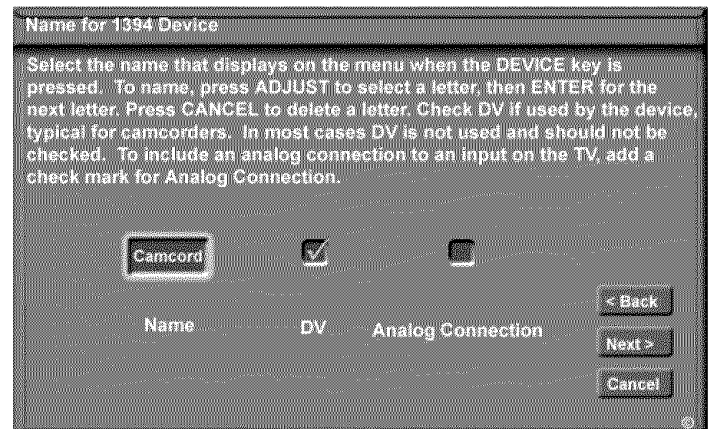 Name for 1394 Device
Select the name that displays on the menu when the DEVICE key is
pressed. To name, press ADJUST to select a letter, then ENTER for the
next letter. Press CANCEL to delete a letter. Check DV if used by the device,
typical for camcorders. In most cases DV is not used and should not be
checked. To include an analog connection to an input on the TV, add a
check mark for Analog Connection.
Camcord
Name DV Analog Connection
< Back
Next >
Cancel
©